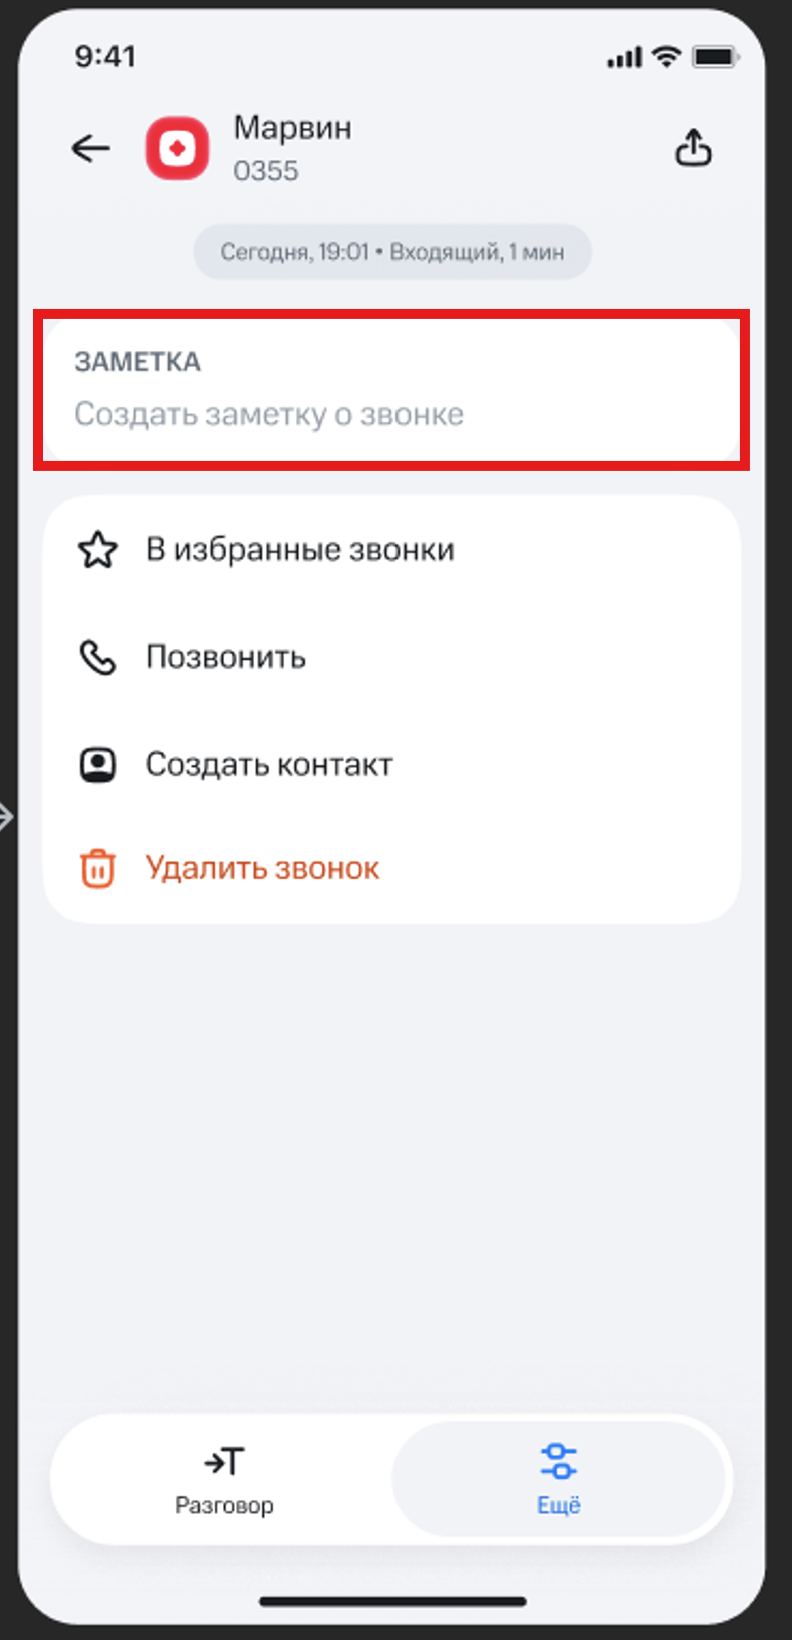 9:41
Марвин
0355
Сегодня, 19:01 • Входящий, 1 мин
ЗАМЕТКА
Создать заметку о звонке
В избранные звонки
Позвонить
Создать контакт
Удалить звонок
Разговор
Ещё